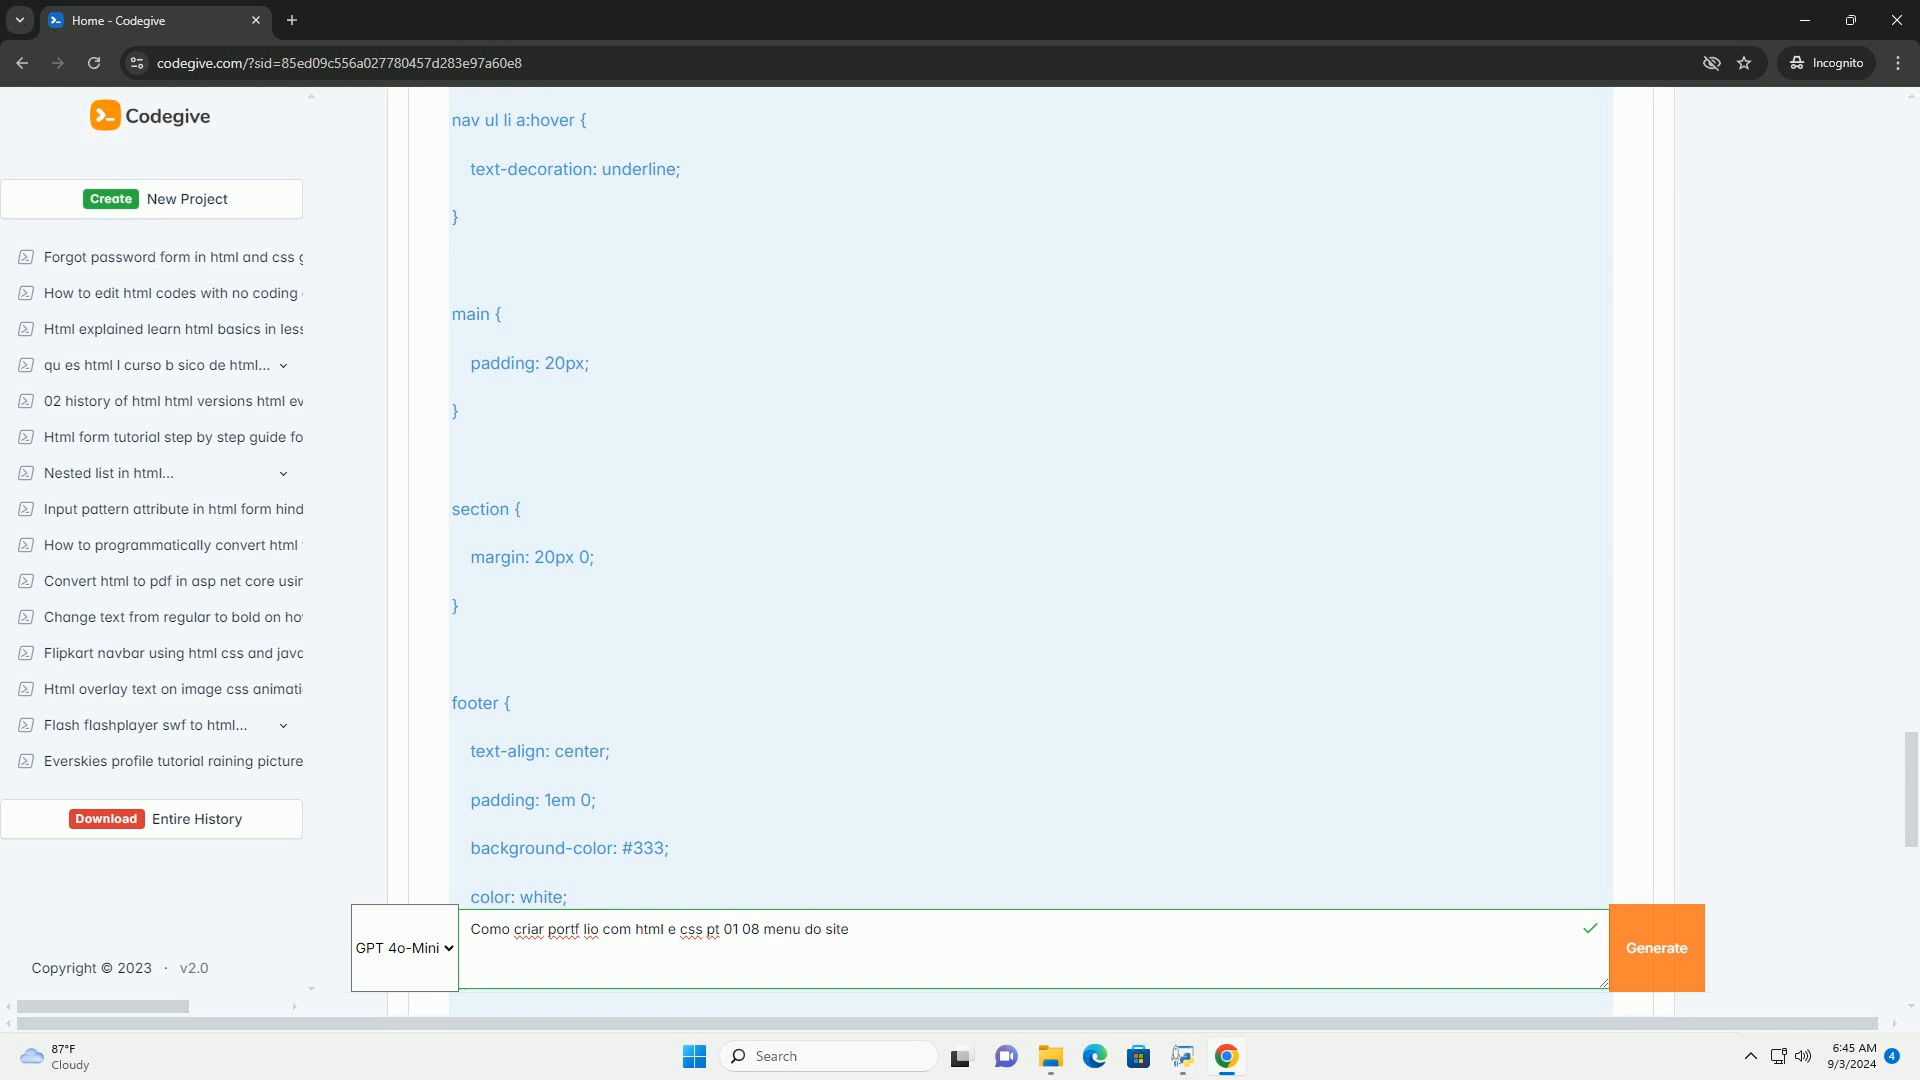 Home - Codegive
codegive.com/?sid=85ed09c556a027780457d283e97a60e8
Incognito
Codegive
Create New Project
Forgot password form in html and css g
How to edit html codes with no coding
Html explained learn html basics in less
qu es html l curso b sico de html...
02 history of html html versions html ev
Html form tutorial step by step guide fo
Nested list in html...
Input pattern attribute in html form hind
How to programmatically convert html
Convert html to pdf in asp net core usin
Change text from regular to bold on ho
Flipkart navbar using html css and java
Html overlay text on image css animati
Flash flashplayer swf to html...
Everskies profile tutorial raining picture
Download Entire History
Copyright © 2023 · v2.0
nav ul li a:hover {
text-decoration: underline;
}
main {
padding: 20px;
}
section {
margin: 20px 0;
}
footer {
text-align: center;
padding: 1em 0;
background-color: #333;
color: white;
GPT 4o-Mini
Como criar portf lio com html e css pt 01 08 menu do site
Generate
87°F
Cloudy
Search
6:45 AM
9/3/2024
4